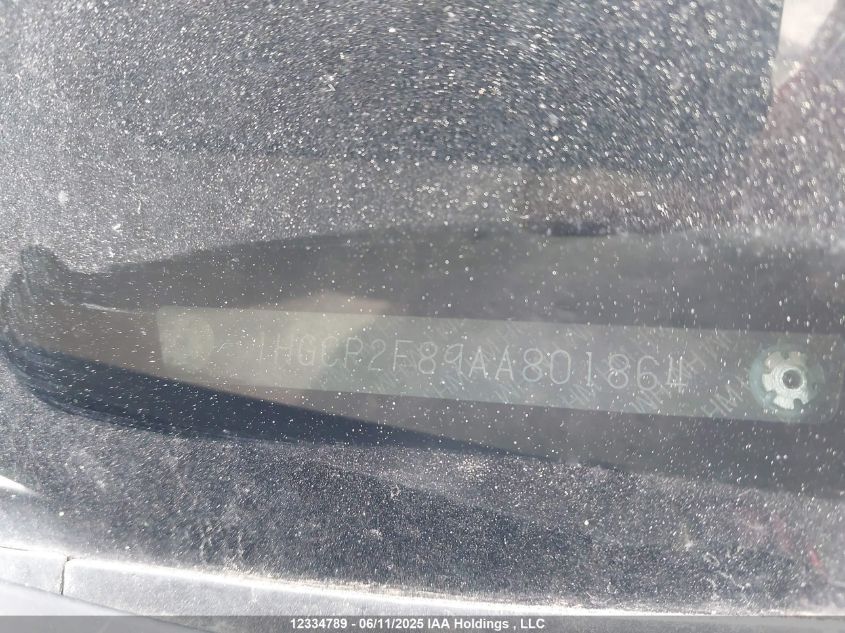 1HGCP2F89AA801864
12334789 - 06/11/2025 IAA Holdings , LLC